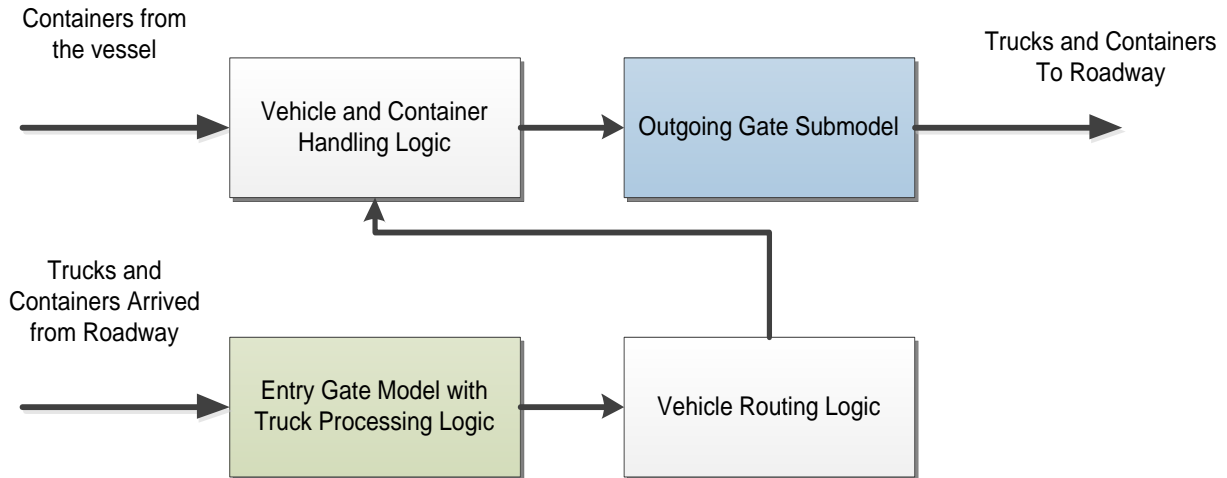 Containers from
the vessel
Vehicle and Container
Handling Logic
Outgoing Gate Submodel
Trucks and Containers
To Roadway
Trucks and
Containers Arrived
from Roadway
Entry Gate Model with
Truck Processing Logic
Vehicle Routing Logic